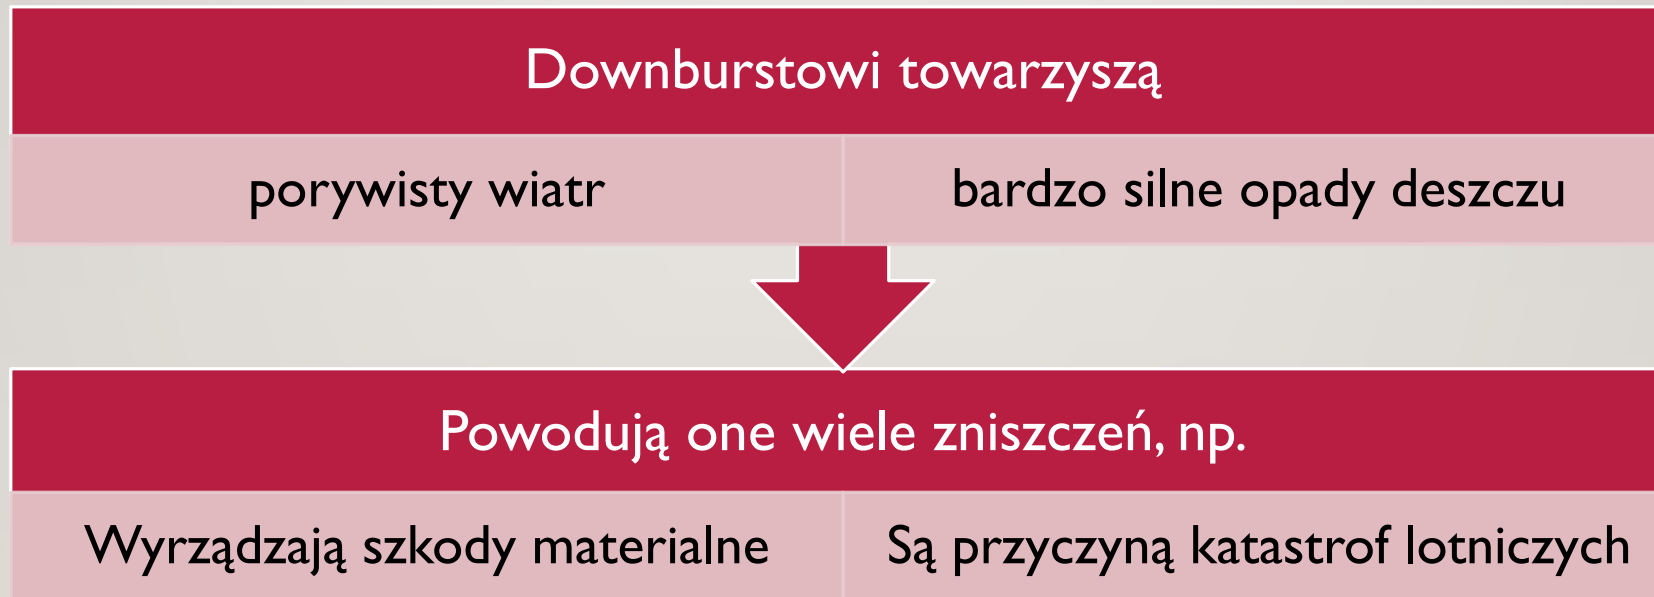 Downburstowi towarzyszą
porywisty wiatr
bardzo silne opady deszczu
Powodują one wiele zniszczeń, np.
Wyrządzają szkody materialne
Są przyczyną katastrof lotniczych